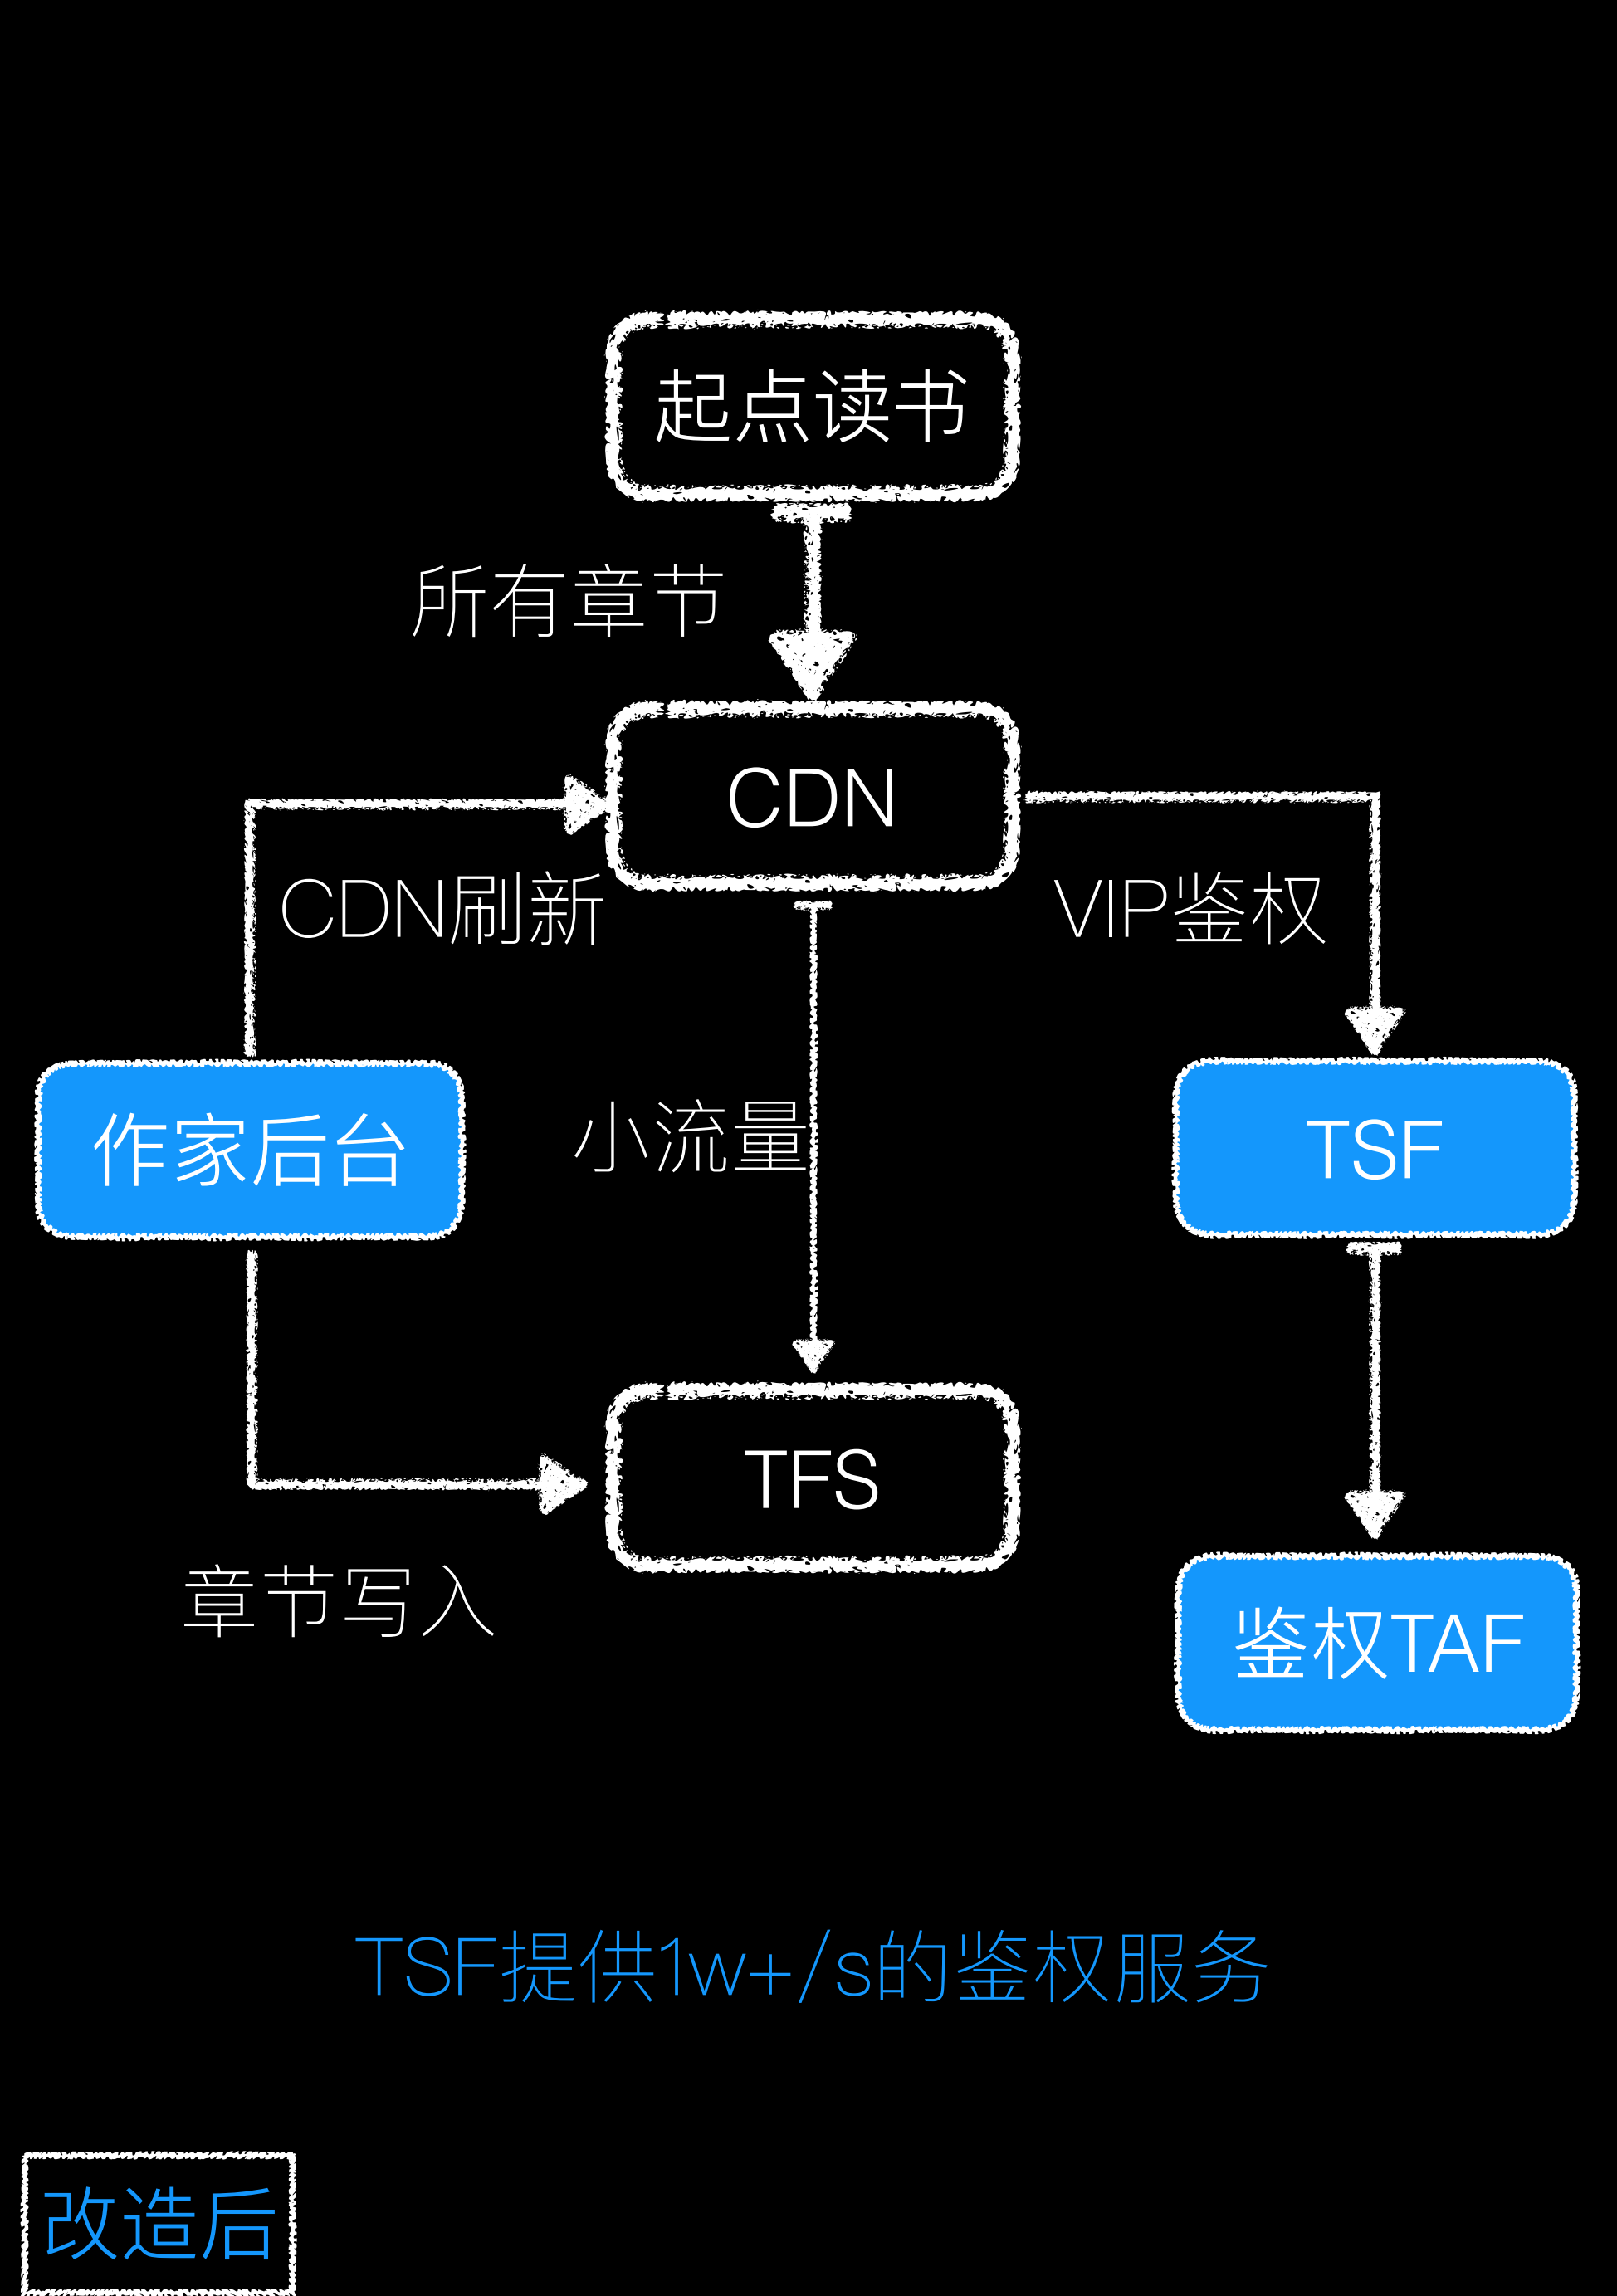 起点读书
所有章节
CDN
CDN刷新
VIP鉴权
作家后台
小流量
TSF
TFS
章节写入
鉴权TAF
TSF提供1w+/s的鉴权服务
改造后